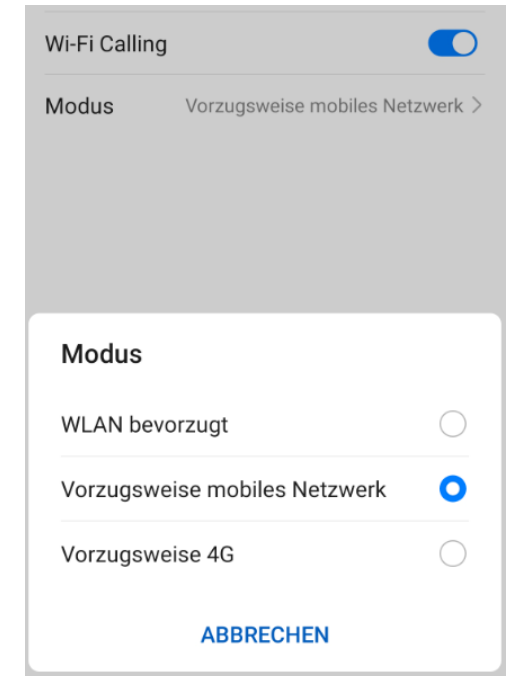 Wi-Fi Calling
Modus Vorzugsweise mobiles Netzwerk >
Modus
WLAN bevorzugt
Vorzugsweise mobiles Netzwerk
Vorzugsweise 4G
ABBRECHEN